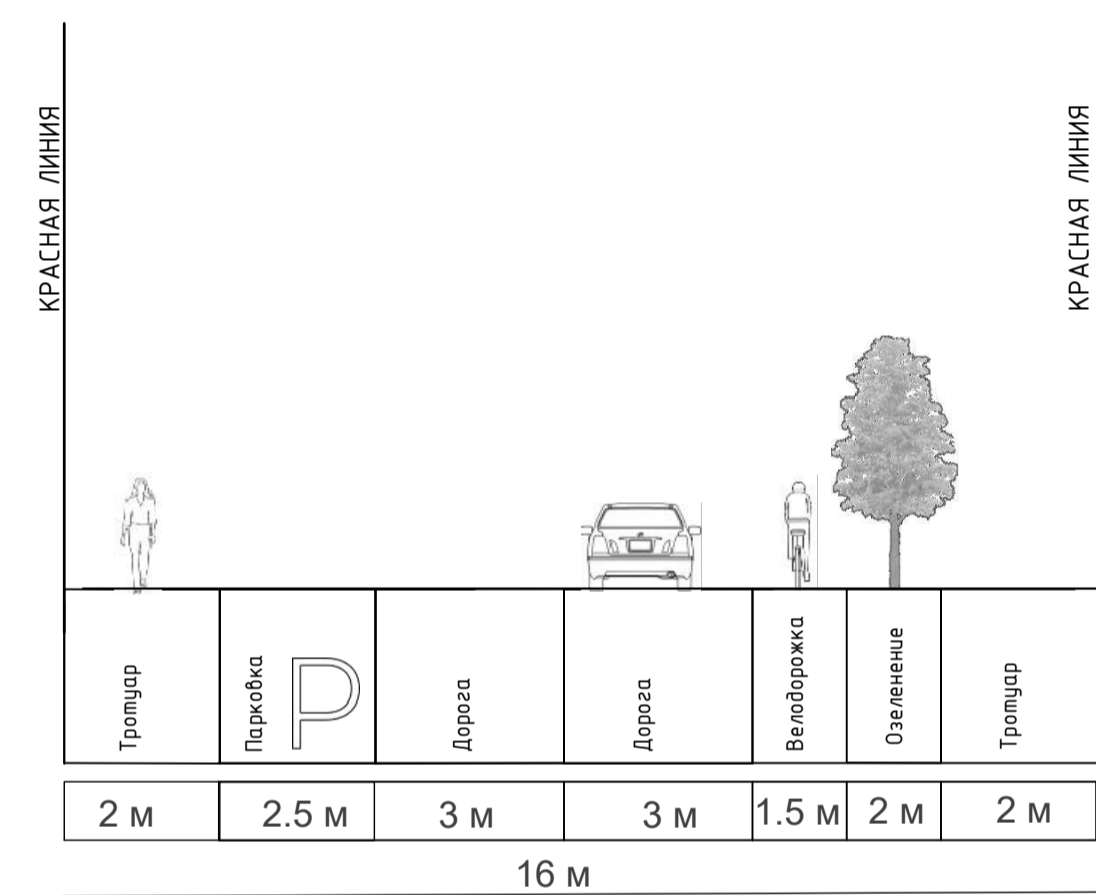 КРАСНАЯ ЛИНИЯ
КРАСНАЯ ЛИНИЯ
Тротуар
Парковка
P
Дорога
Дорога
Велодорожка
Озеленение
Тротуар
2 м
2.5 м
3 м
3 м
1.5 м
2 м
2 м
16 м